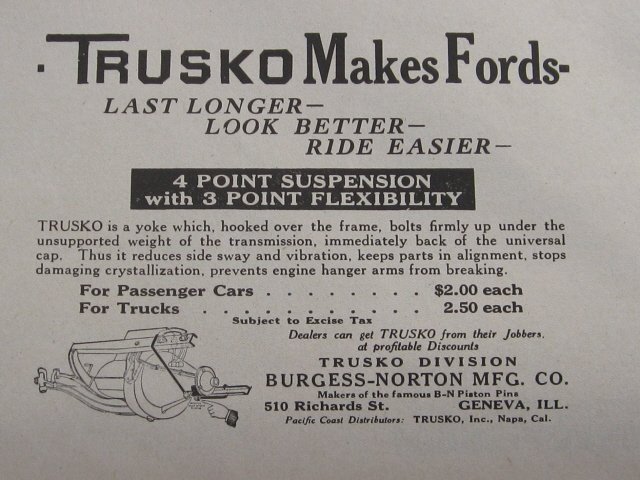 · TRUSKO Makes Fords-
LAST LONGER—
LOOK BETTER—
RIDE EASIER—
4 POINT SUSPENSION
with 3 POINT FLEXIBILITY
TRUSKO is a yoke which, hooked over the frame, bolts firmly up under the
unsupported weight of the transmission, immediately back of the universal
cap. Thus it reduces side sway and vibration, keeps parts in alignment, stops
damaging crystallization, prevents engine hanger arms from breaking.
For Passenger Cars . . . . . . . . $2.00 each
For Trucks . . . . . . . . . . . 2.50 each
Subject to Excise Tax
Dealers can get TRUSKO from their Jobbers,
at profitable Discounts
TRUSKO DIVISION
BURGESS-NORTON MFG. CO.
Makers of the famous B-N Piston Pins
510 Richards St. GENEVA, ILL.
Pacific Coast Distributors: TRUSKO, Inc., Napa, Cal.